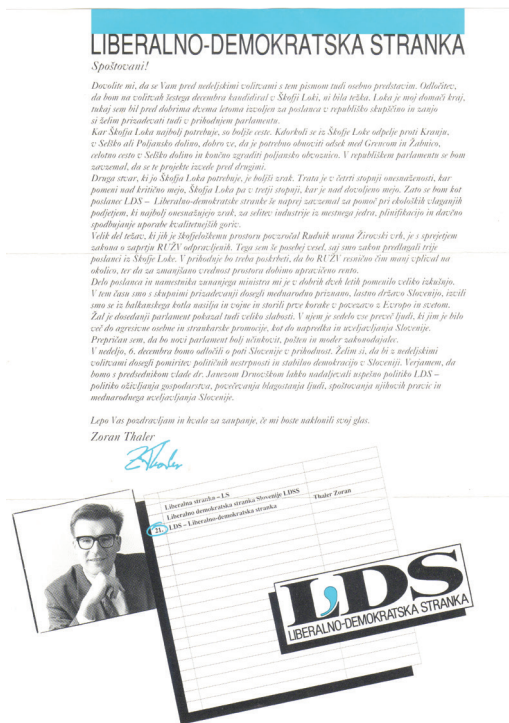 LIBERALNO-DEMOKRATSKA STRANKA
Spoštovani!
Dovolite mi, da se Vam pred nedeljskimi volitvami s tem pismom tudi osebno predstavim. Odločitev,
da bom na volitvah šestega decembra kandidiral v Škofji Loki, ni bila težka. Loka je moj domači kraj,
tukaj sem bil pred dobrima dvema letoma izvoljen za poslanca v republiško skupščino in zanjo
si želim prizadevati tudi v prihodnjem parlamentu.
Kar Škofja Loka najbolj potrebuje, so boljše ceste. Kdorkoli se iz Škofje Loke odpelje proti Kranju,
v Selško ali Poljansko dolino, dobro ve, da je potrebno obnoviti odsek med Grencom in Žabnico,
celotno cesto v Selško dolino in končno zgraditi poljansko obvoznico. V republiškem parlamentu se bom
zavzemal, da se te projekte izvede pred drugimi.
Druga stvar, ki jo Škofja Loka potrebuje, je boljši zrak. Trata je v četrti stopnji onesnaženosti, kar
pomeni nad kritično mejo, Škofja Loka pa v tretji stopnji, kar je nad dovoljeno mejo. Zato se bom kot
poslanec LDS – Liberalno-demokratske stranke še naprej zavzemal za pomoč pri ekoloških vlaganjih
podjetjem, ki najbolj onesnažujejo zrak, za selitev industrije iz mestnega jedra, plinifikacijo in davčno
spodbujanje uporabe kvalitetnejših goriv.
Velik del težav, ki jih je škofjeloškemu prostoru povzročal Rudnik urana Žirovski vrh, je s sprejetjem
zakona o zaprtju RUŽV odpravljenih. Tega sem še posebej vesel, saj smo zakon predlagali trije
poslanci iz Škofje Loke. V prihodnje bo treba poskrbeti, da bo RUŽV resnično čim manj vplival na
okolico, ter da za zmanjšano vrednost prostora dobimo upravičeno rento.
Delo poslanca in namestnika zunanjega ministra mi je v dobrih dveh letih pomenilo veliko izkušnjo.
V tem času smo s skupnimi prizadevanji dosegli mednarodno priznano, lastno državo Slovenijo, izvili
smo se iz balkanskega kotla nasilja in vojne in storili prve korake v povezavo z Evropo in svetom.
Žal je dosedanji parlament pokazal tudi veliko slabosti. V njem je sedelo vse preveč ljudi, ki jim je bilo
več do agresivne osebne in strankarske promocije, kot do napredka in uveljavljanja Slovenije.
Prepričan sem, da bo novi parlament bolj učinkovit, pošten in moder zakonodajalec.
V nedeljo, 6. decembra bomo odločili o poti Slovenije v prihodnost. Želim si, da bi z nedeljskimi
volitvami dosegli pomiritev političnih nestrpnosti in stabilno demokracijo v Sloveniji. Verjamem, da
bomo s predsednikom vlade dr. Janezom Drnovškom lahko nadaljevali uspešno politiko LDS –
politiko oživljanja gospodarstva, povečevanja blagostanja ljudi, spoštovanja njihovih pravic in
mednarodnega uveljavljanja Slovenije.
Lepo Vas pozdravljam in hvala za zaupanje, če mi boste naklonili svoj glas.
Zoran Thaler
ZThaler
Liberalna stranka – LS
Liberalno demokratska stranka Slovenije LDSS
21. LDS – Liberalno-demokratska stranka
Thaler Zoran
LDS
LIBERALNO-DEMOKRATSKA STRANKA